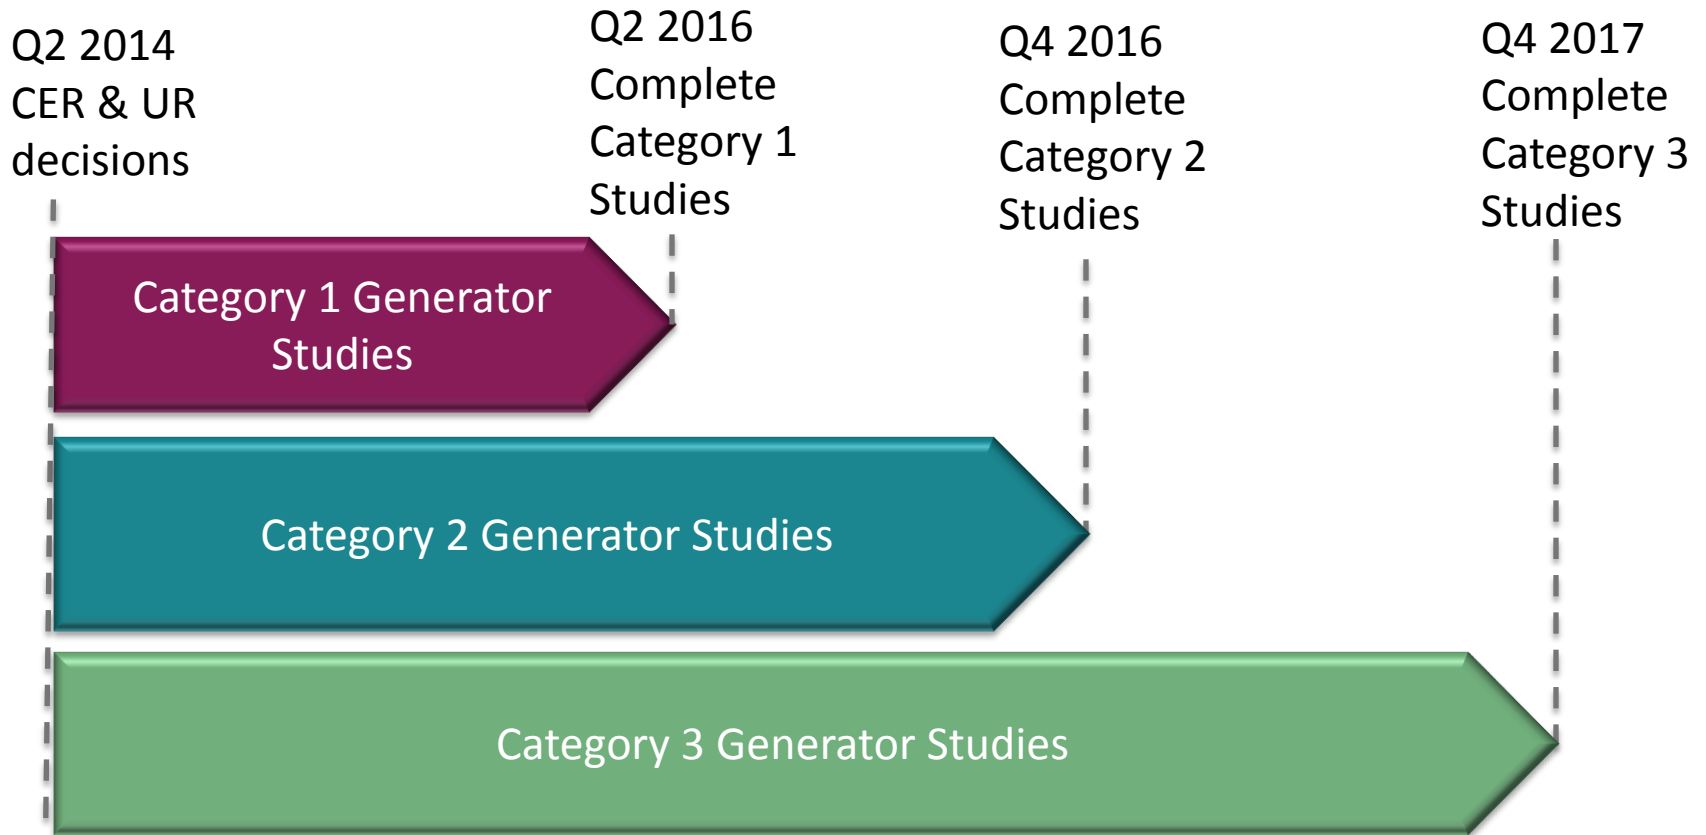 Q2 2014
CER & UR
decisions
Q2 2016
Complete
Category 1
Studies
Q4 2016
Complete
Category 2
Studies
Q4 2017
Complete
Category 3
Studies
Category 1 Generator
Studies
Category 2 Generator Studies
Category 3 Generator Studies